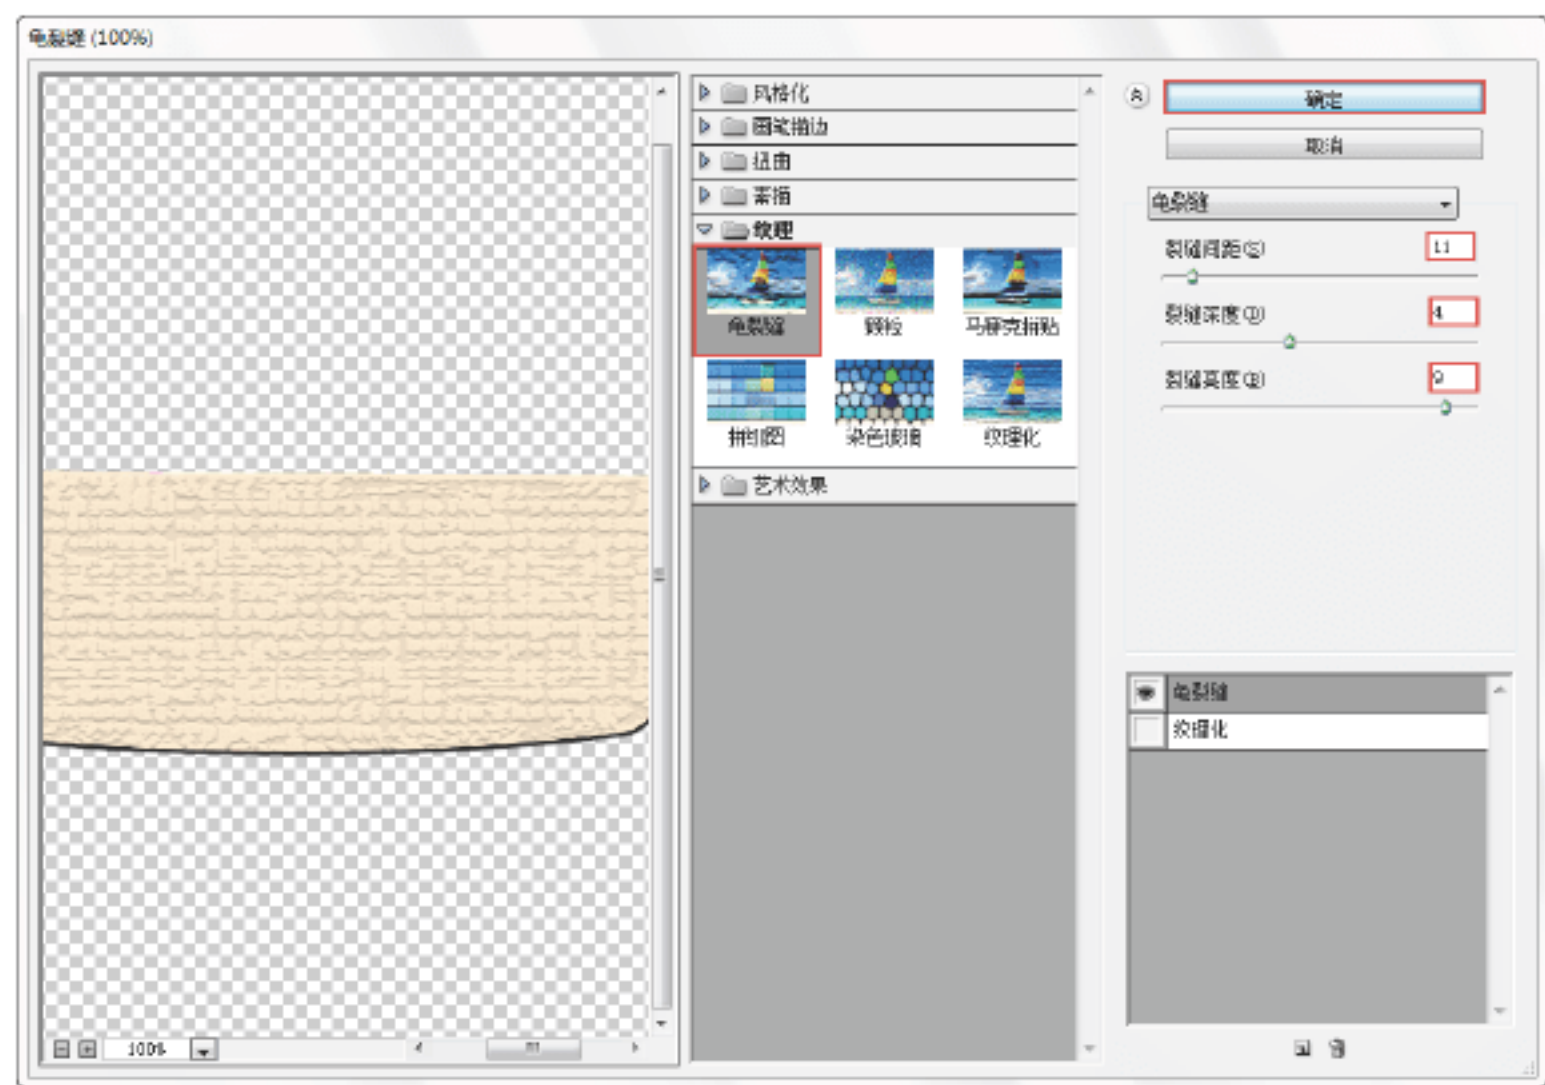 龟裂缝 (100%)
风格化
画笔描边
扭曲
素描
纹理
龟裂缝
颗粒
马赛克拼贴
拼缀图
染色玻璃
纹理化
艺术效果
100%
确定
取消
龟裂缝
裂缝间距(S)
11
裂缝深度(D)
4
裂缝亮度(B)
9
龟裂缝
纹理化